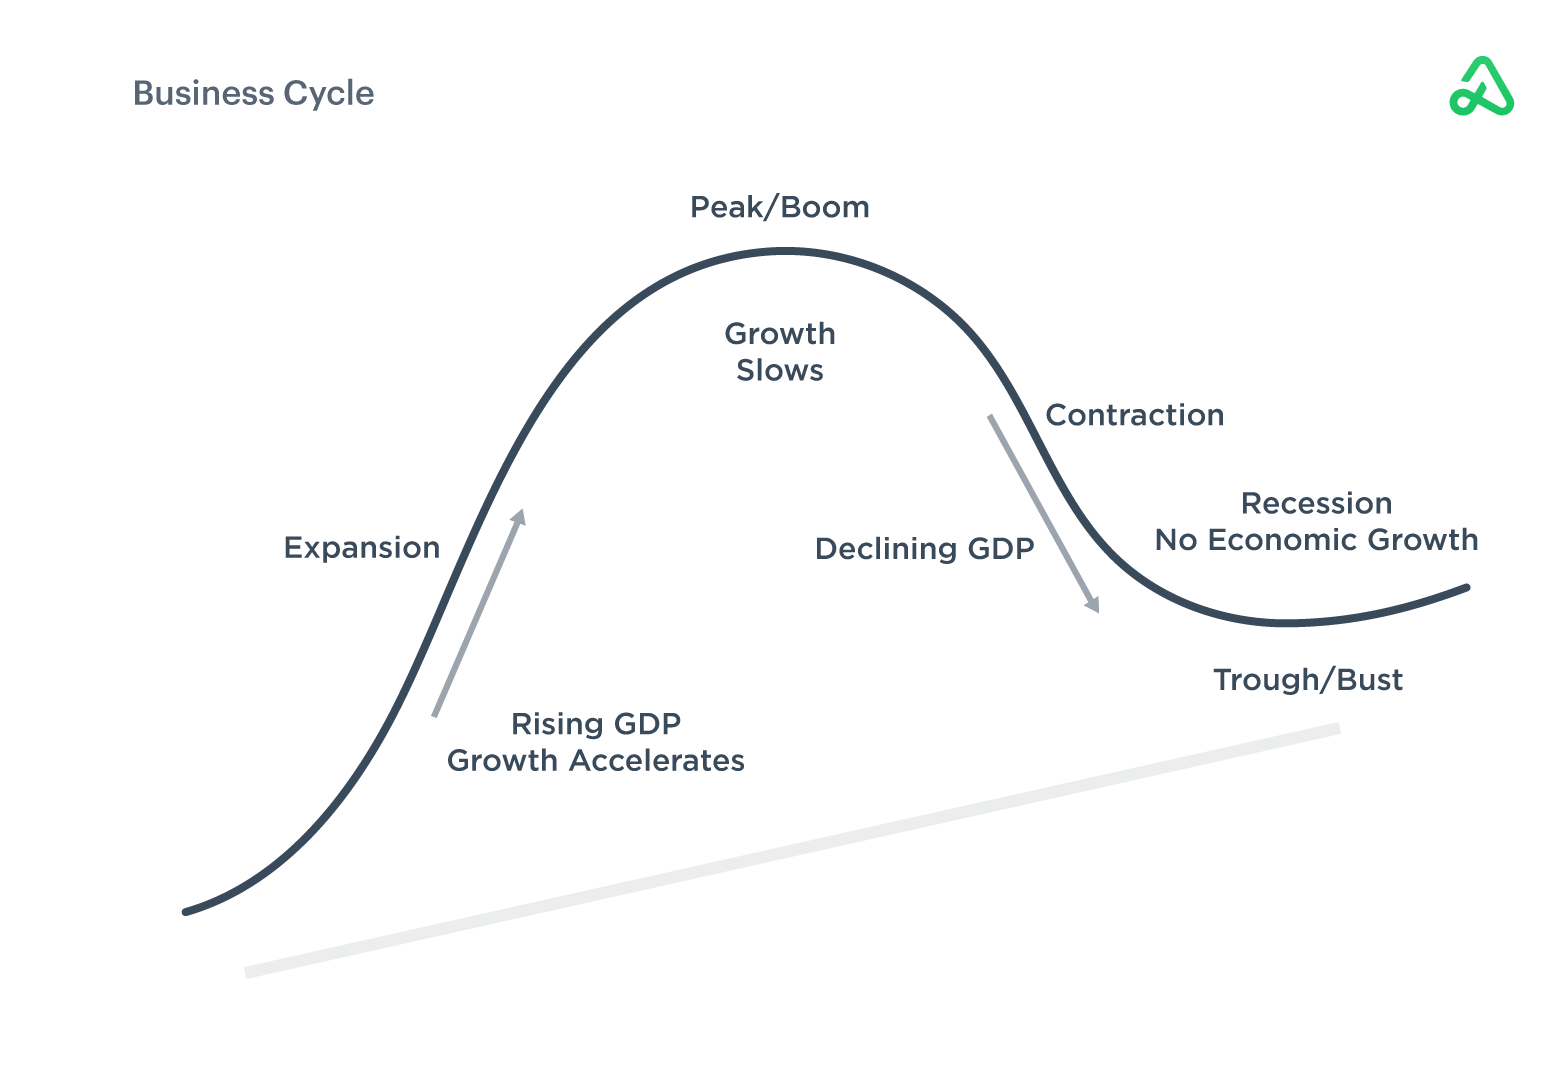 Business Cycle
Peak/Boom
Growth
Slows
Contraction
Recession
No Economic Growth
Expansion
Declining GDP
Trough/Bust
Rising GDP
Growth Accelerates